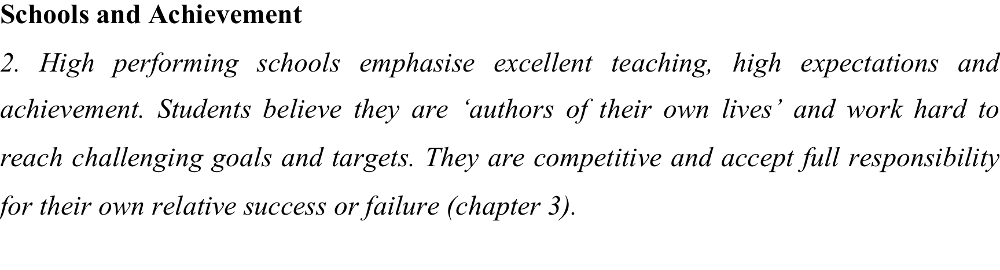 Schools and Achievement
2. High performing schools emphasise excellent teaching, high expectations and
achievement. Students believe they are ‘authors of their own lives’ and work hard to
reach challenging goals and targets. They are competitive and accept full responsibility
for their own relative success or failure (chapter 3).